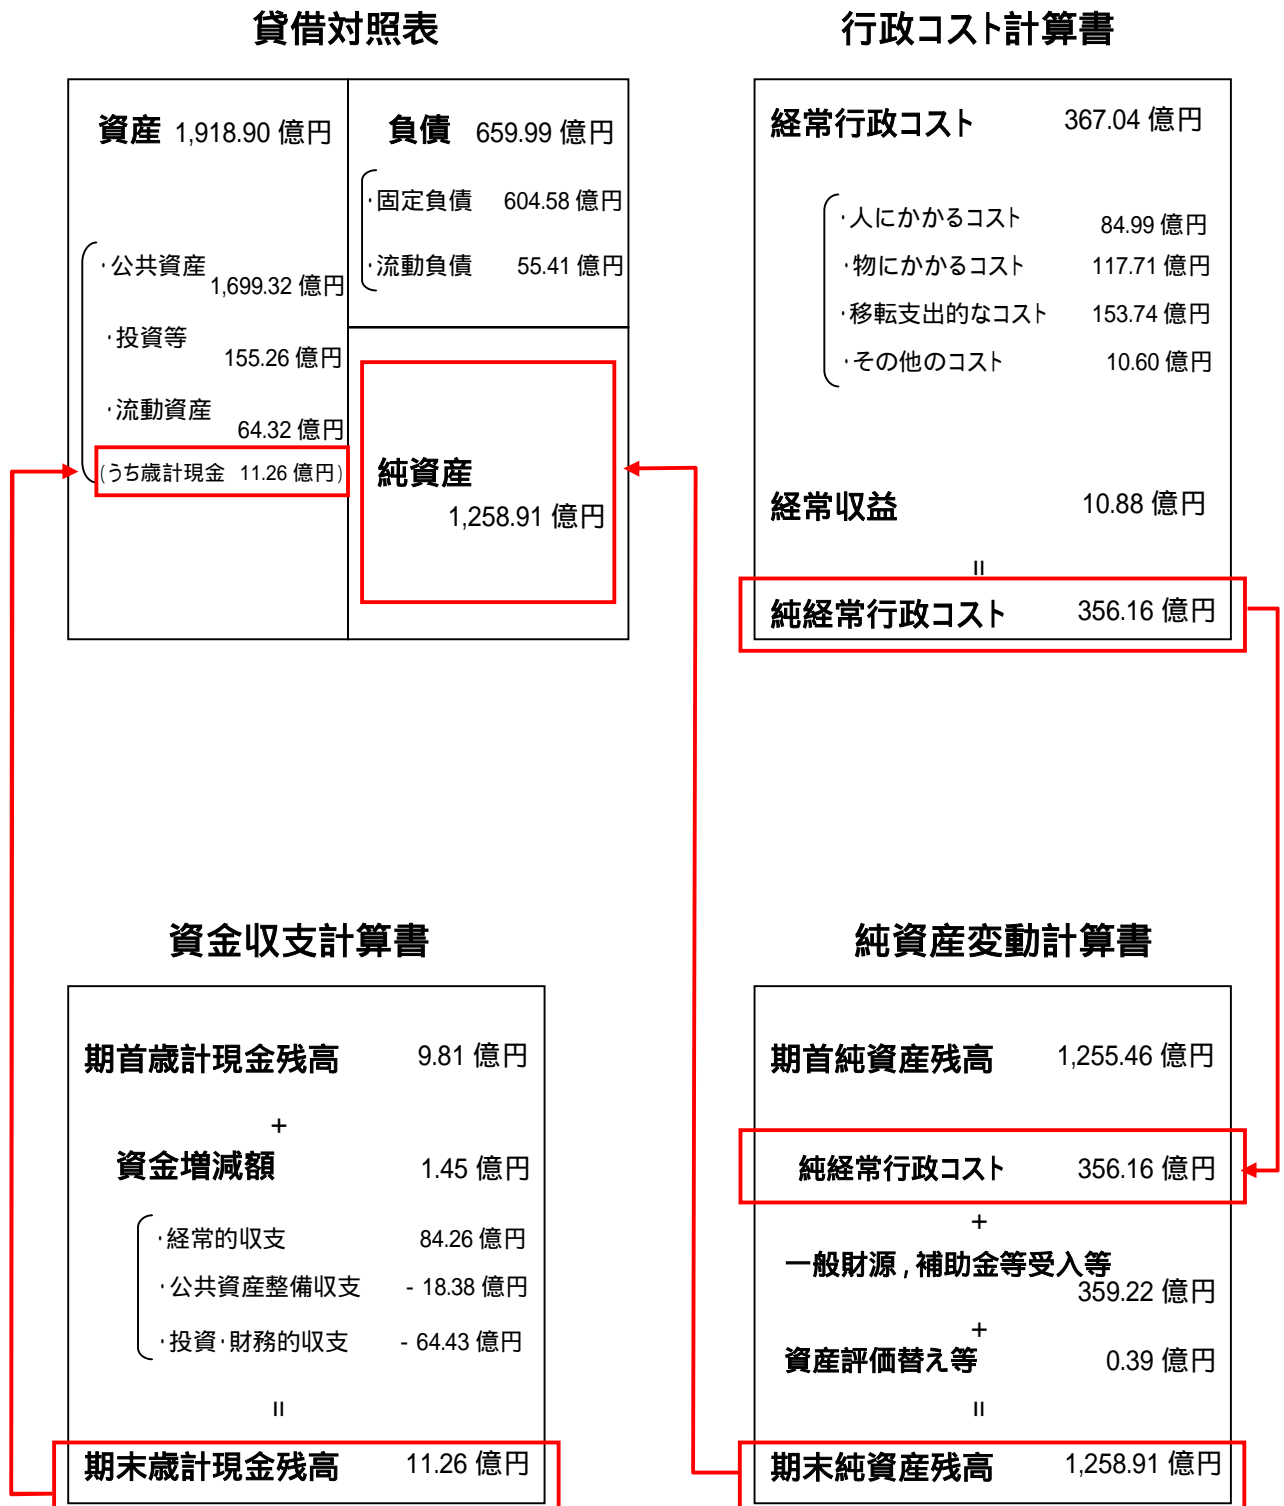 貸借対照表
資産 1,918.90 億円
・公共資産
1,699.32 億円
・投資等
155.26 億円
・流動資産
64.32 億円
(うち歳計現金 11.26 億円)
負債 659.99 億円
・固定負債 604.58 億円
・流動負債 55.41 億円
純資産
1,258.91 億円
行政コスト計算書
経常行政コスト 367.04 億円
・人にかかるコスト 84.99 億円
・物にかかるコスト 117.71 億円
・移転支出的なコスト 153.74 億円
・その他のコスト 10.60 億円
経常収益 10.88 億円
=
純経常行政コスト 356.16 億円
資金収支計算書
期首歳計現金残高 9.81 億円
+
資金増減額 1.45 億円
・経常的収支 84.26 億円
・公共資産整備収支 - 18.38 億円
・投資・財務的収支 - 64.43 億円
=
期末歳計現金残高 11.26 億円
純資産変動計算書
期首純資産残高 1,255.46 億円
純経常行政コスト 356.16 億円
+
一般財源,補助金等受入等
359.22 億円
+
資産評価替え等 0.39 億円
=
期末純資産残高 1,258.91 億円